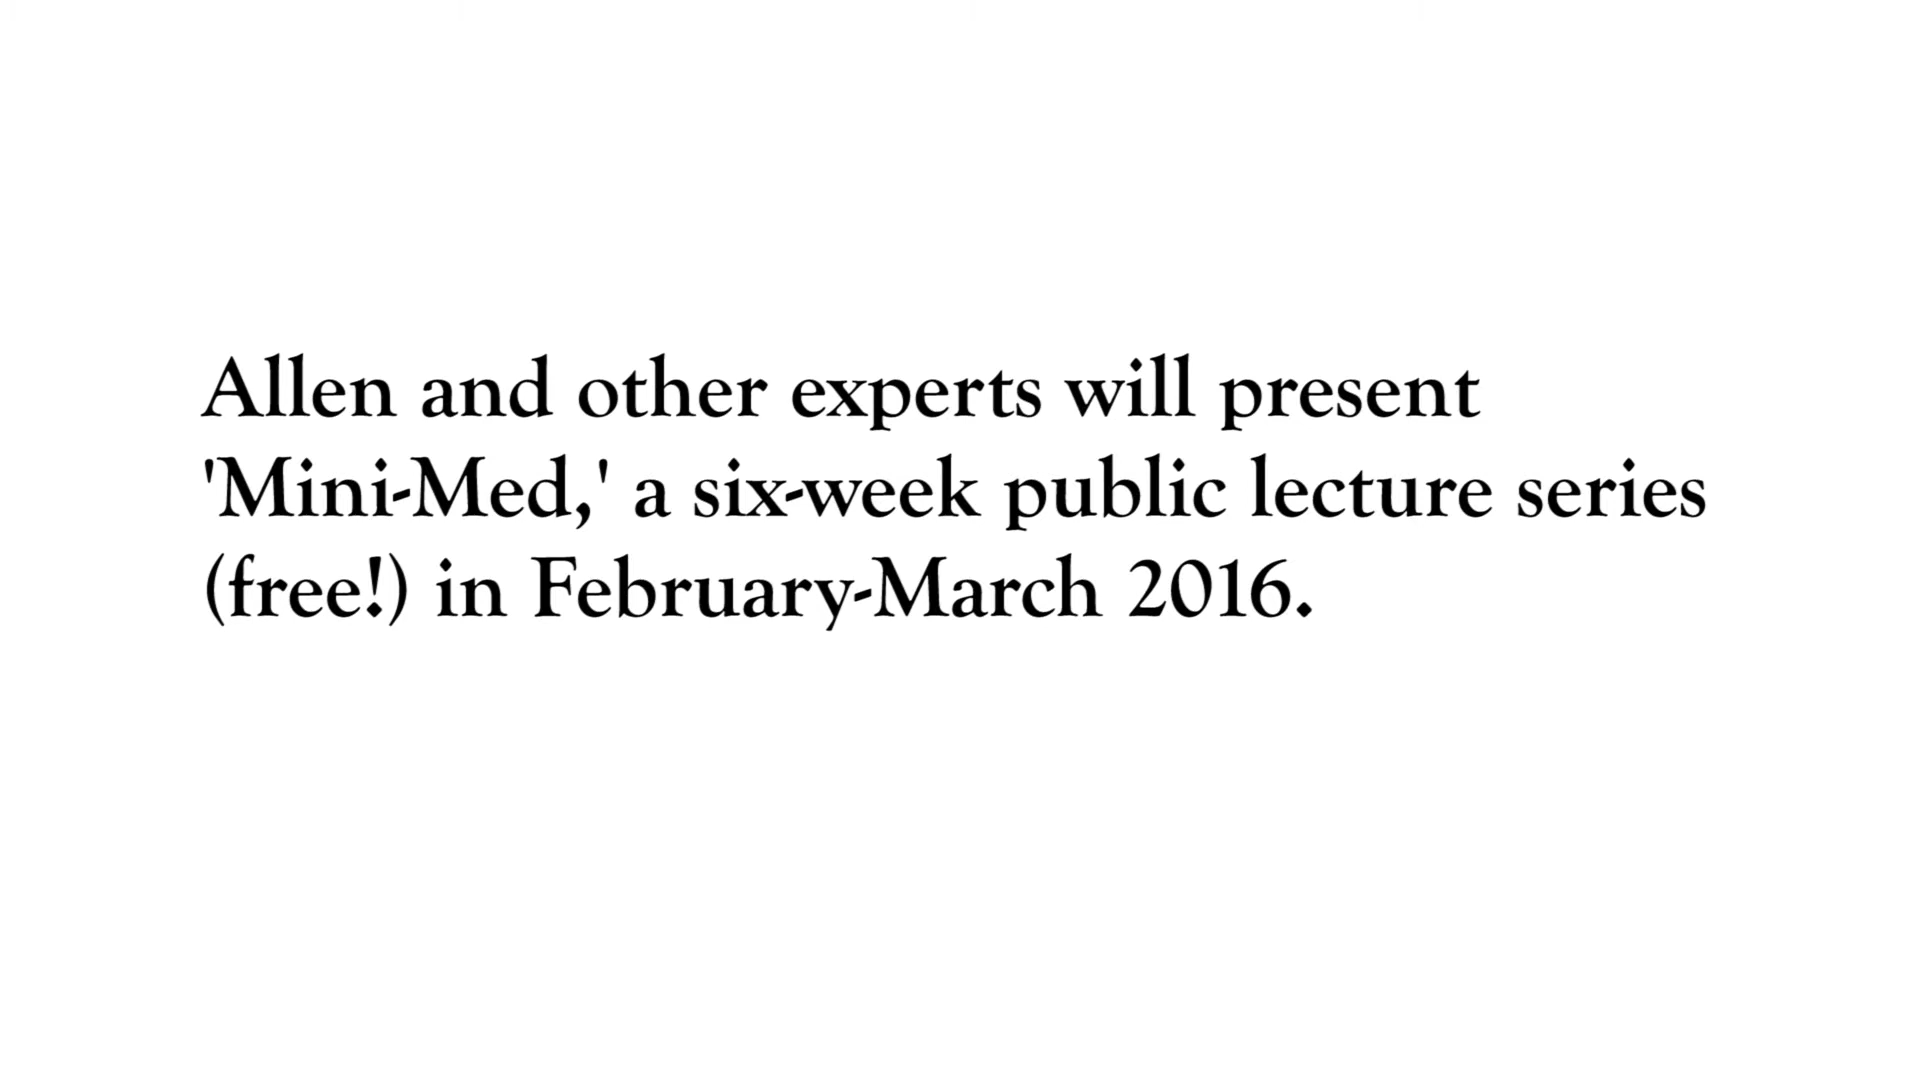 Allen and other experts will present
'Mini-Med,' a six-week public lecture series
(free!) in February-March 2016.